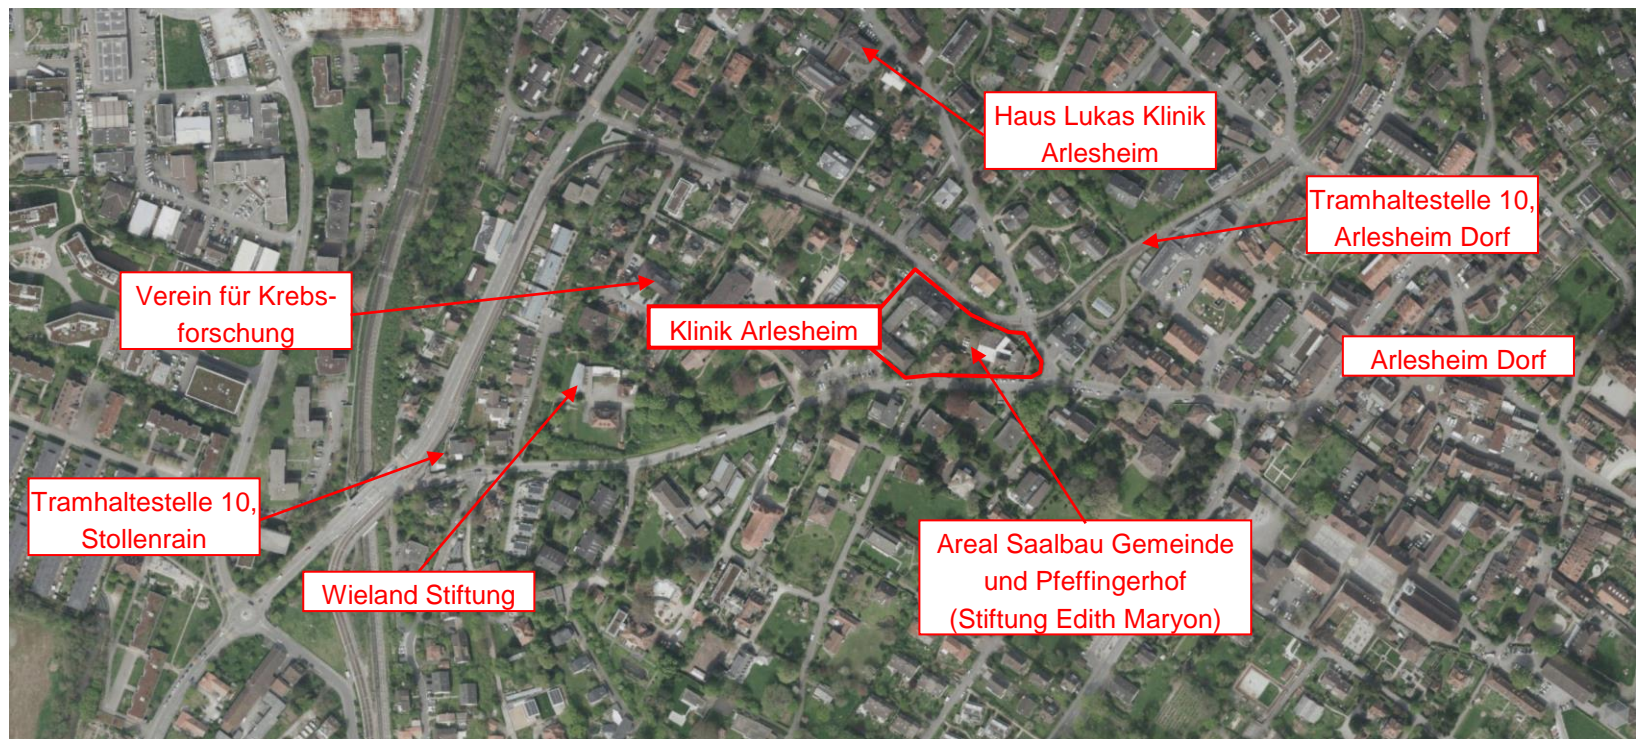 Haus Lukas Klinik
Arlesheim
Tramhaltestelle 10,
Arlesheim Dorf
Verein für Krebs-
forschung
Klinik Arlesheim
Arlesheim Dorf
Tramhaltestelle 10,
Stollenrain
Wieland Stiftung
Areal Saalbau Gemeinde
und Pfeffingerhof
(Stiftung Edith Maryon)